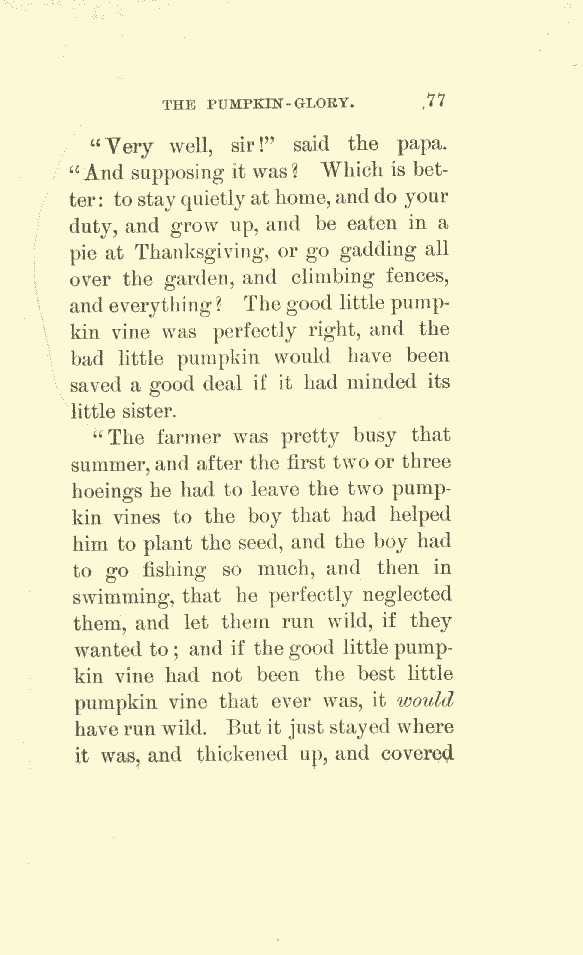 THE PUMPKIN-GLORY. 77
"Very well, sir!" said the papa.
"And supposing it was? Which is bet-
ter: to stay quietly at home, and do your
duty, and grow up, and be eaten in a
pie at Thanksgiving, or go gadding all
over the garden, and climbing fences,
and everything? The good little pump-
kin vine was perfectly right, and the
bad little pumpkin would have been
saved a good deal if it had minded its
little sister.
"The farmer was pretty busy that
summer, and after the first two or three
hoeings he had to leave the two pump-
kin vines to the boy that had helped
him to plant the seed, and the boy had
to go fishing so much, and then in
swimming, that he perfectly neglected
them, and let them run wild, if they
wanted to; and if the good little pump-
kin vine had not been the best little
pumpkin vine that ever was, it would
have run wild. But it just stayed where
it was, and thickened up, and covered